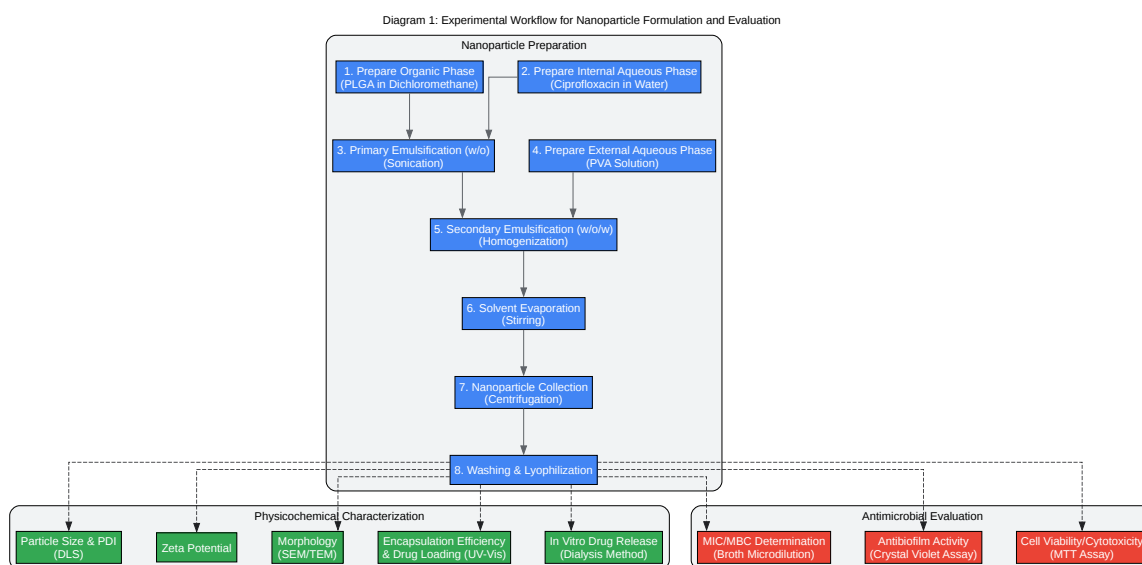 Diagram 1: Experimental Workflow for Nanoparticle Formulation and Evaluation
Nanoparticle Preparation
1. Prepare Organic Phase
(PLGA in Dichloromethane)
2. Prepare Internal Aqueous Phase
(Ciprofloxacin in Water)
3. Primary Emulsification (w/o)
(Sonication)
4. Prepare External Aqueous Phase
(PVA Solution)
5. Secondary Emulsification (w/o/w)
(Homogenization)
6. Solvent Evaporation
(Stirring)
7. Nanoparticle Collection
(Centrifugation)
8. Washing & Lyophilization
Physicochemical Characterization
Particle Size & PDI
(DLS)
Zeta Potential
Morphology
(SEM/TEM)
Encapsulation Efficiency
& Drug Loading (UV-Vis)
In Vitro Drug Release
(Dialysis Method)
Antimicrobial Evaluation
MIC/MBC Determination
(Broth Microdilution)
Antibiofilm Activity
(Crystal Violet Assay)
Cell Viability/Cytotoxicity
(MTT Assay)